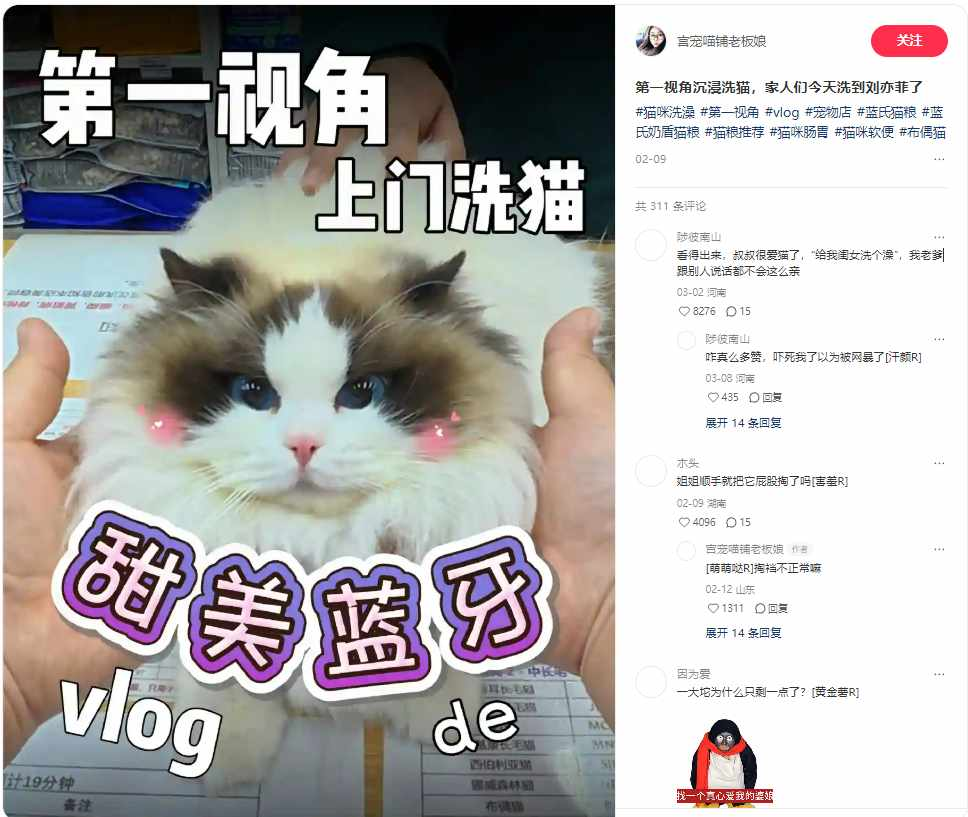 第一视角
上门洗猫
甜美蓝牙
vlog
de
中长毛
西伯利亚猫
挪威森林猫
布偶猫
计19分钟
备注
言宠喵铺老板娘
关注
第一视角沉浸洗猫，家人们今天洗到刘亦菲了
#猫咪洗澡 #第一视角 #vlog #宠物店 #蓝氏猫粮 #蓝
氏奶盾猫粮 #猫粮推荐 #猫咪肠胃 #猫咪软便 #布偶猫
02-09
共 311 条评论
陟彼南山
看得出来，叔叔很爱猫了，“给我闺女洗个澡”，我老爹
跟别人说话都不会这么亲
03-02 河南
8276 15
陟彼南山
咋真么多赞，吓死我了以为被网暴了[汗颜R]
03-08 河南
435 回复
展开 14 条回复
木头
姐姐顺手就把它屁股掏了吗[害羞R]
02-09 湖南
4096 15
言宠喵铺老板娘 作者
[萌萌哒R]掏裆不正常嘛
02-12 山东
1311 回复
展开 14 条回复
因为爱
一大坨为什么只剩一点了？[黄金薯R]
找一个真心爱我的婆娘